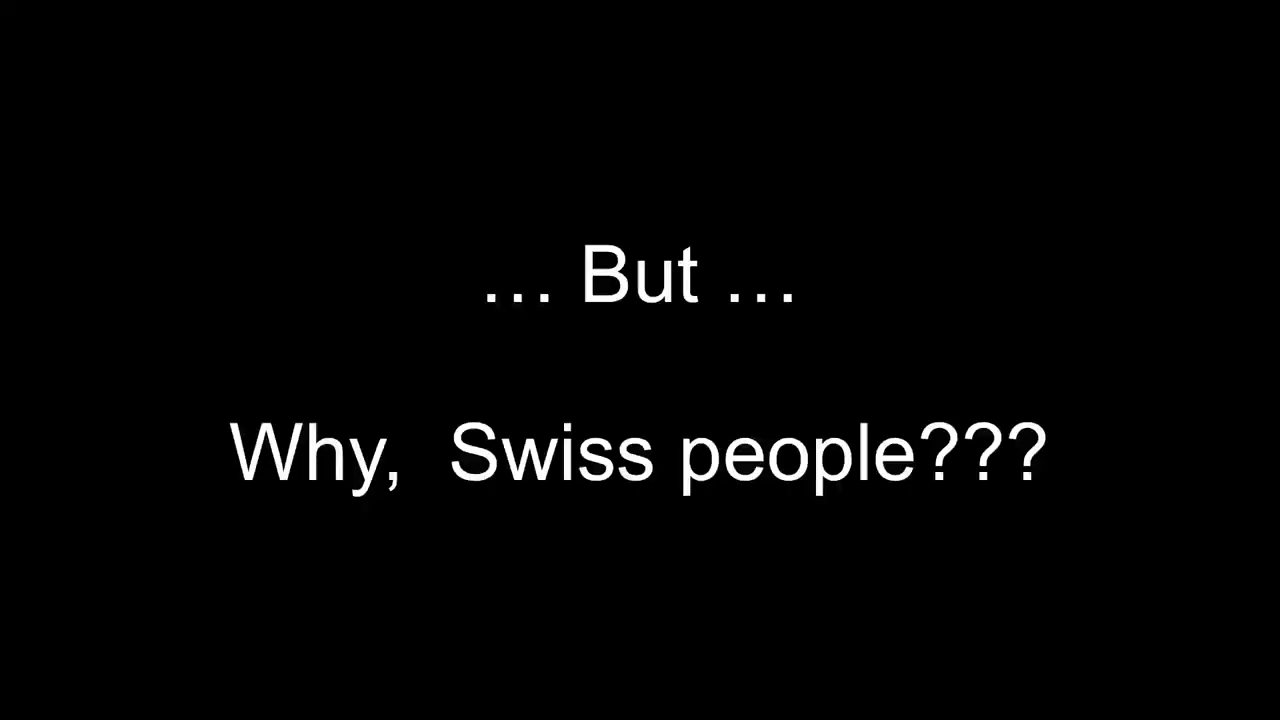 … But …
Why,  Swiss people???